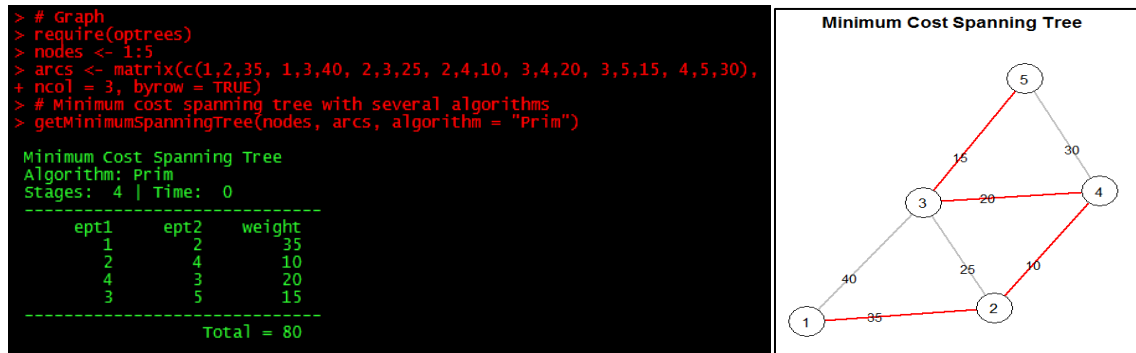 > # Graph
> require(optrees)
> nodes <- 1:5
> arcs <- matrix(c(1,2,35, 1,3,40, 2,3,25, 2,4,10, 3,4,20, 3,5,15, 4,5,30),
+ ncol = 3, byrow = TRUE)
> # Minimum cost spanning tree with several algorithms
> getMinimumSpanningTree(nodes, arcs, algorithm = "Prim")
Minimum Cost Spanning Tree
Algorithm: Prim
Stages:  4 | Time:  0
------------------------------
ept1 ept2 weight
1 2 35
2 4 10
4 3 20
3 5 15
------------------------------
Total = 80
Minimum Cost Spanning Tree
5
15
30
3
20
4
40
25
10
1
35
2